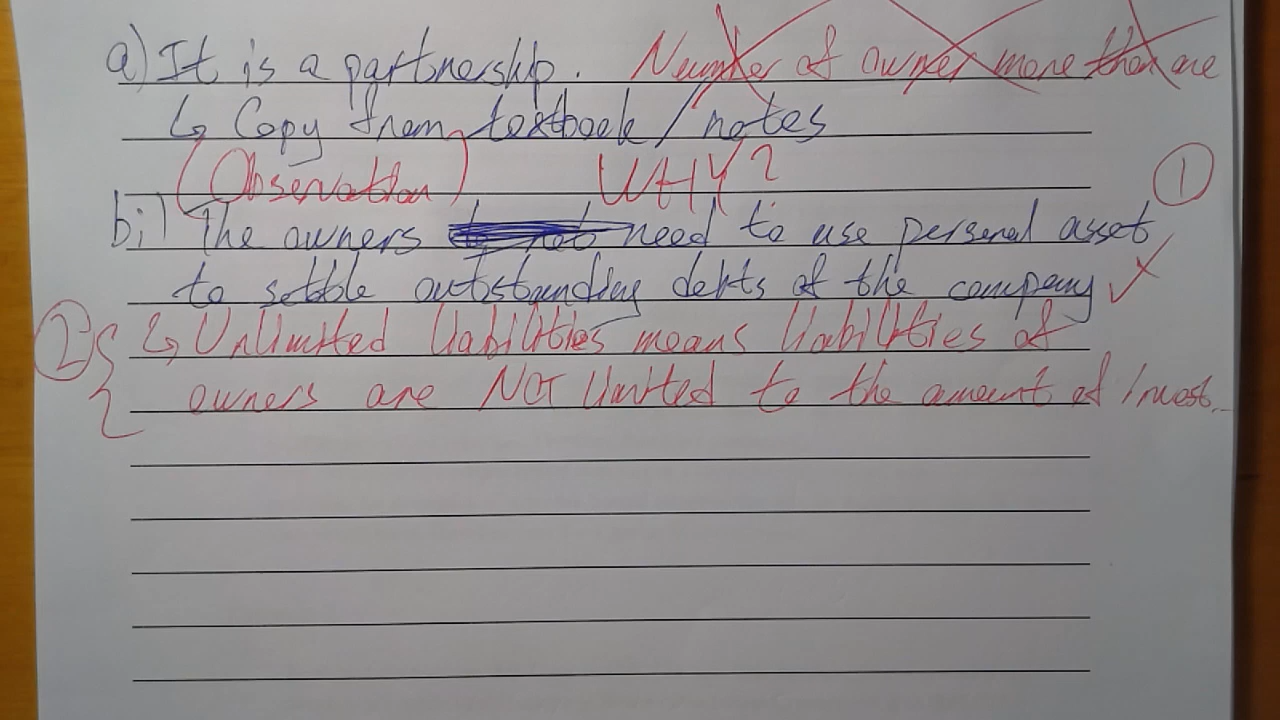 a) It is a partnership. Number of owner more than one
↳ Copy from textbook / notes
(Observation) WHY?
①
bi) The owners need to use personal asset
to settle outstanding debts of the company ✓
② { ↳ Unlimited liabilities means liabilities of
owners are NOT limited to the amount of invest..